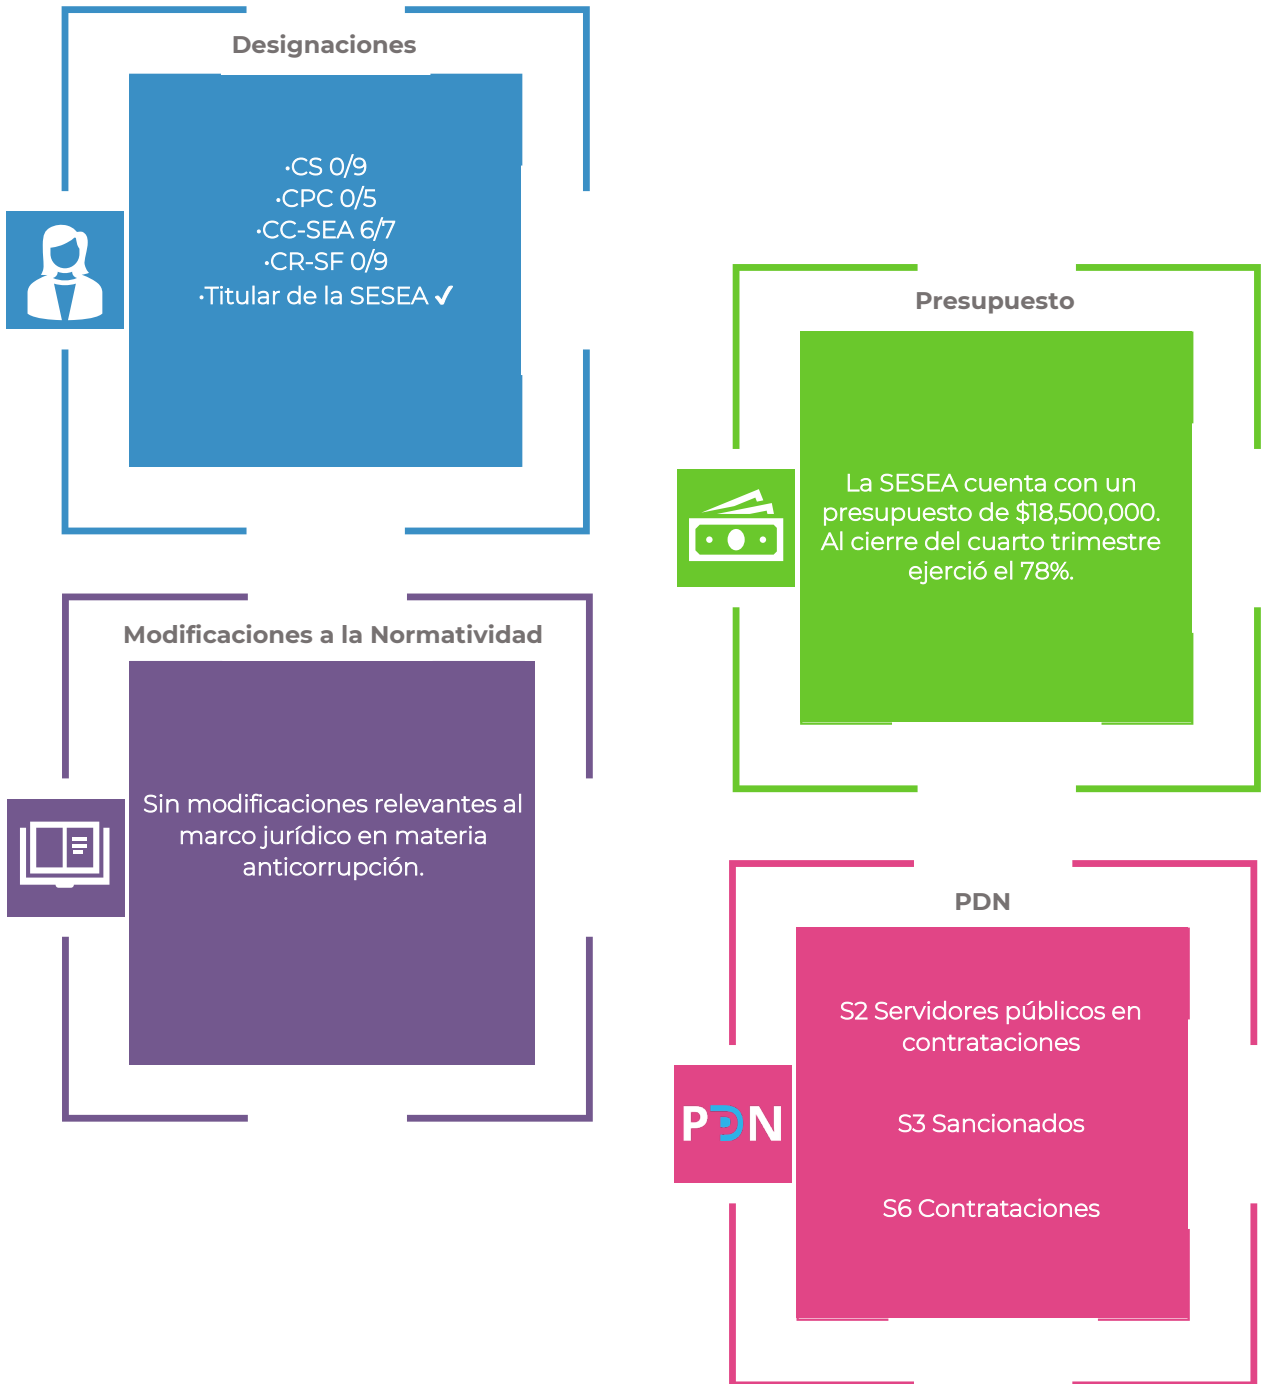 Designaciones
•CS 0/9
•CPC 0/5
•CC-SEA 6/7
•CR-SF 0/9
•Titular de la SESEA ✓
Presupuesto
La SESEA cuenta con un
presupuesto de $18,500,000.
Al cierre del cuarto trimestre
ejerció el 78%.
Modificaciones a la Normatividad
Sin modificaciones relevantes al
marco jurídico en materia
anticorrupción.
PDN
S2 Servidores públicos en
contrataciones
PDN
S3 Sancionados
S6 Contrataciones